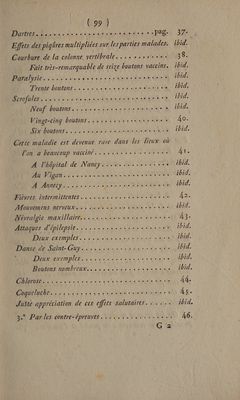 ( 99 )
Dartres........................pag. 37.
Effets des piqûres multipliées sur les parties malades. ibid.
Courbure de la colonne vertébrale............... 38.
Fait très-remarquable de seize boutons vaccins. ibid.
Paralysie.............................. ibid.
Trente boutons....................... ibid.
Scrofules.............................. ibid.
Neuf boutons......................... ibid.
Vingt-cinq boutons.................... 40.
Six boutons.......................... ibid.
Cette maladie est devenue rare dans les lieux où
l'on a beaucoup vacciné.................. 41.
A l'hôpital de Nancy.................. ibid.
Au Vigan............................ ibid.
A Annecy........................... ibid.
Fièvres intermittentes..................... 42.
Mouvemens nerveux..................... ibid.
Névralgie maxillaire...................... 43.
Attaques d'épilepsie....................... ibid.
Deux exemples........................ ibid.
Danse de Saint-Guy...................... ibid.
Deux exemples........................ ibid.
Boutons nombreux..................... ibid.
Chlorose............................... 44.
Coqueluche............................. 45.
Juste appréciation de ces effets salutaires...... ibid.
3.° Par les contre-épreuves................ 46.
G 2